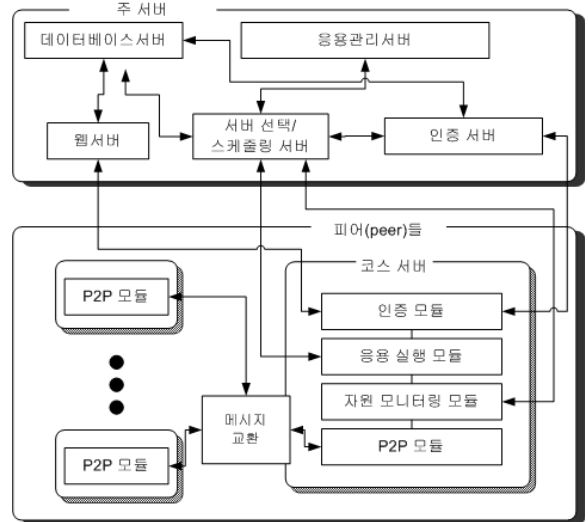 주 서버
데이터베이스서버
응용관리서버
웹서버
서버 선택/
스케줄링 서버
인증 서버
피어(peer)들
코스 서버
P2P 모듈
인증 모듈
응용 실행 모듈
자원 모니터링 모듈
메시지
교환
P2P 모듈
P2P 모듈